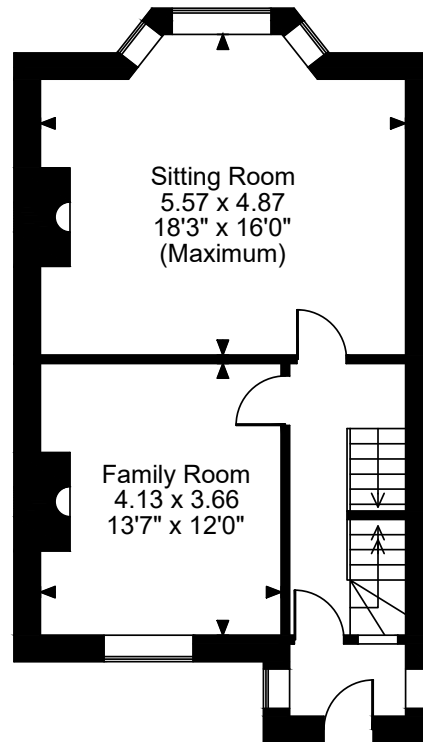 Sitting Room
5.57 x 4.87
18'3" x 16'0"
(Maximum)
Family Room
4.13 x 3.66
13'7" x 12'0"